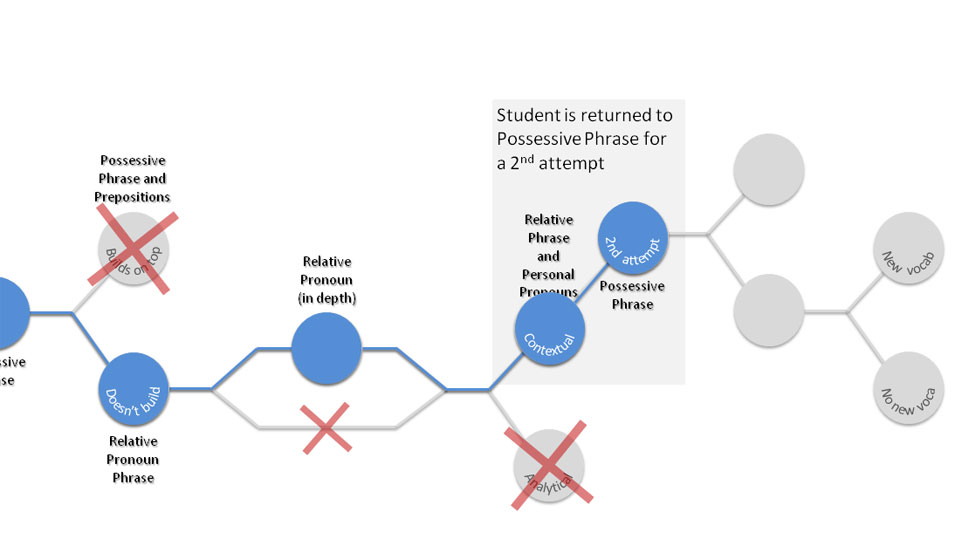 Student is returned to
Possessive Phrase for
a 2nd attempt
Possessive
Phrase and
Prepositions
Builds on top
ssive
se
Doesn't build
Relative
Pronoun
Phrase
Relative
Pronoun
(in depth)
Relative
Phrase
and
Personal
Pronouns
Contextual
2nd attempt
Possessive
Phrase
Analytical
New vocab
No new voca